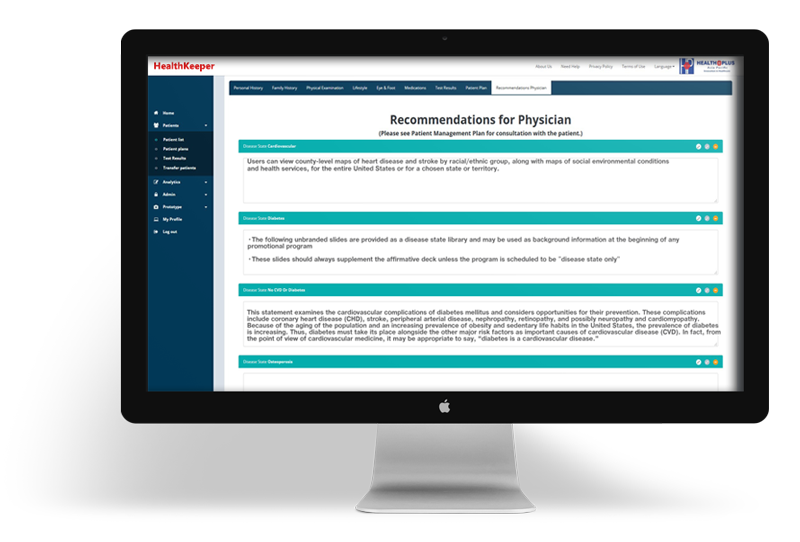 HealthKeeper
About Us Need Help Privacy Policy Terms of Use Language
HEALTH PLUS
Personal History Family History Physical Examination Lifestyle Eye & Foot Medications Test Results Patient Plan Recommendations Physician
Home
Patients
Patient list
Patient plans
Test Results
Transfer patients
Analytics
Admin
Prototype
My Profile
Log out
Recommendations for Physician
(Please see Patient Management Plan for consultation with the patient.)
Disease State Cardiovascular
Users can view county-level maps of heart disease and stroke by racial/ethnic group, along with maps of social environmental conditions
and health services, for the entire United States or for a chosen state or territory.
Disease State Diabetes
• The following unbranded slides are provided as a disease state library and may be used as background information at the beginning of any
promotional program
• These slides should always supplement the affirmative deck unless the program is scheduled to be "disease state only"
Disease State No CVD Or Diabetes
This statement examines the cardiovascular complications of diabetes mellitus and considers opportunities for their prevention. These complications
include coronary heart disease (CHD), stroke, peripheral arterial disease, nephropathy, retinopathy, and possibly neuropathy and cardiomyopathy.
Because of the aging of the population and an increasing prevalence of obesity and sedentary life habits in the United States, the prevalence of diabetes
is increasing. Thus, diabetes must take its place alongside the other major risk factors as important causes of cardiovascular disease (CVD). In fact, from
the point of view of cardiovascular medicine, it may be appropriate to say, "diabetes is a cardiovascular disease."
Disease State Osteoporosis